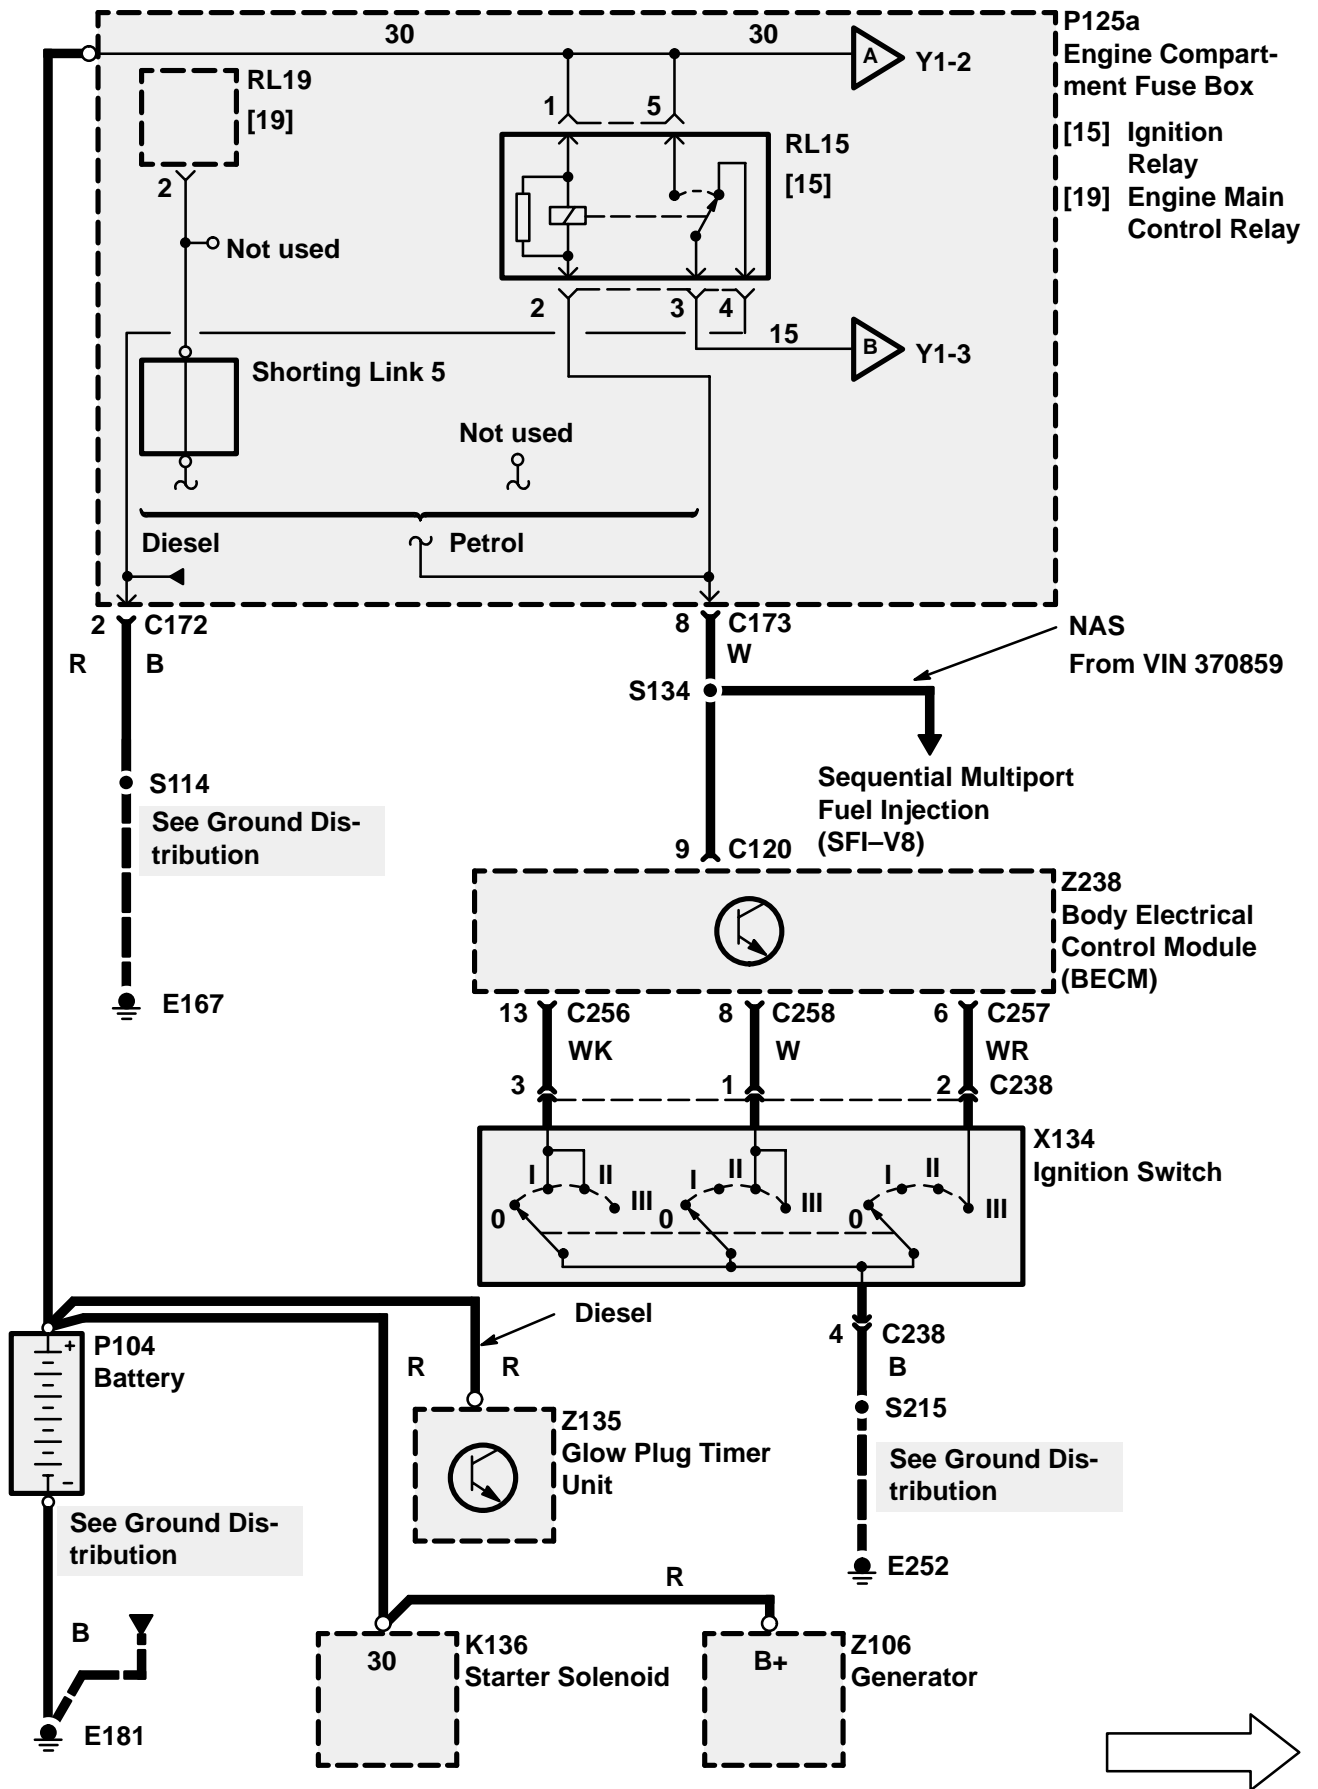 30
30
A
Y1-2
P125a
Engine Compart-
ment Fuse Box
[15] Ignition
Relay
[19] Engine Main
Control Relay
RL19
[19]
1
5
RL15
[15]
2
Not used
2
3
4
15
B
Y1-3
Shorting Link 5
Not used
Diesel
Petrol
2
C172
R
B
8
C173
W
NAS
From VIN 370859
S134
S114
See Ground Dis-
tribution
Sequential Multiport
Fuel Injection
(SFI–V8)
9
C120
Z238
Body Electrical
Control Module
(BECM)
E167
13
C256
8
C258
6
C257
WK
W
WR
3
1
2
C238
X134
Ignition Switch
0
I
II
III
0
I
II
III
0
I
II
III
Diesel
4
C238
B
P104
Battery
+
–
R
R
S215
Z135
Glow Plug Timer
Unit
See Ground Dis-
tribution
See Ground Dis-
tribution
E252
R
B
30
K136
Starter Solenoid
B+
Z106
Generator
E181